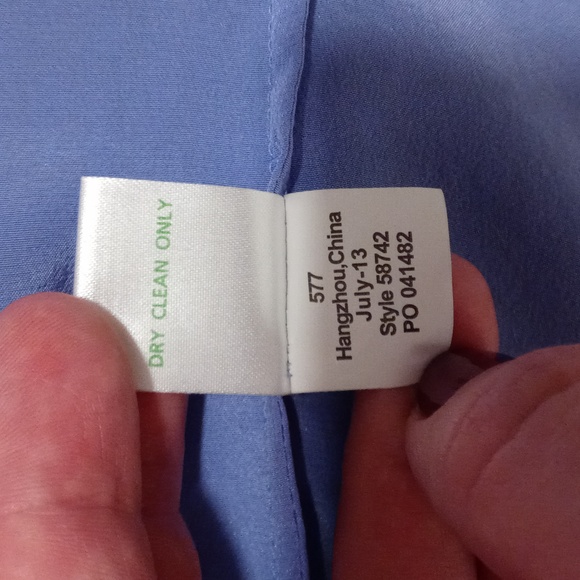 DRY CLEAN ONLY
577
Hangzhou,China
July-13
Style 58742
PO 041482